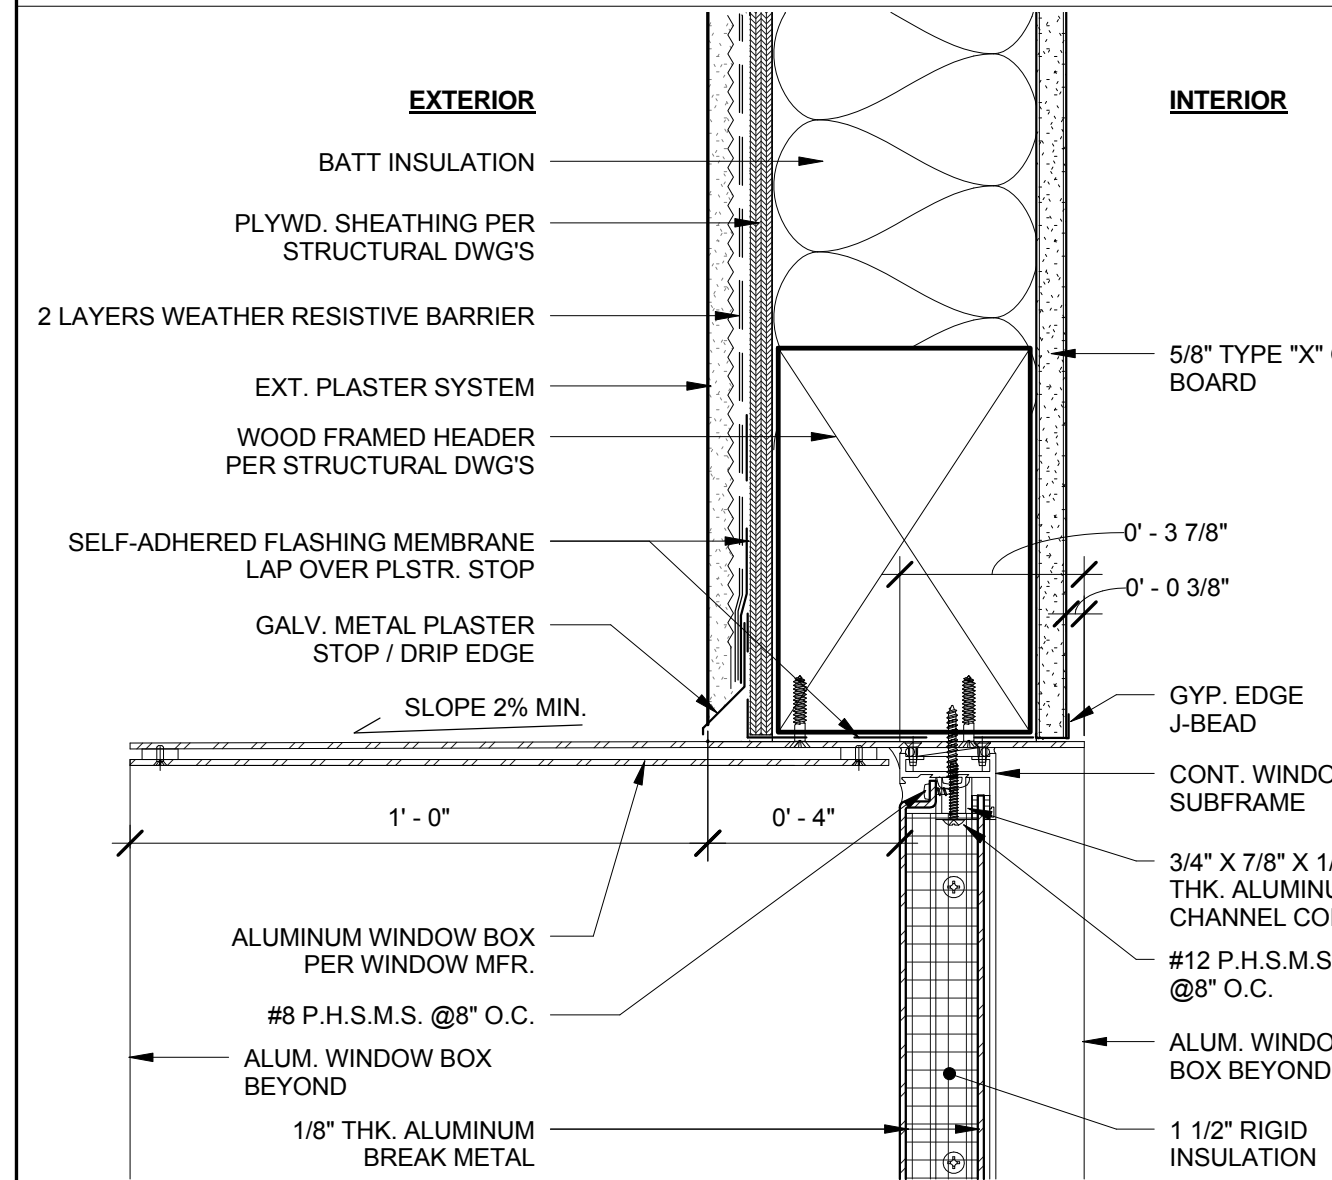 EXTERIOR
BATT INSULATION
PLYWD. SHEATHING PER
STRUCTURAL DWG'S
2 LAYERS WEATHER RESISTIVE BARRIER
EXT. PLASTER SYSTEM
WOOD FRAMED HEADER
PER STRUCTURAL DWG'S
SELF-ADHERED FLASHING MEMBRANE
LAP OVER PLSTR. STOP
GALV. METAL PLASTER
STOP / DRIP EDGE
SLOPE 2% MIN.
1' - 0"
0' - 4"
ALUMINUM WINDOW BOX
PER WINDOW MFR.
#8 P.H.S.M.S. @8" O.C.
ALUM. WINDOW BOX
BEYOND
1/8" THK. ALUMINUM
BREAK METAL
INTERIOR
5/8" TYPE "X"
BOARD
0' - 3 7/8"
0' - 0 3/8"
GYP. EDGE
J-BEAD
CONT.
SUBFRAME
3/4" X 7/8" X
THK.
CHANNEL
#12 P.H.S.M.S
@8" O.C.
ALUM.
BOX BEYOND
1 1/2" RIGID
INSULATION